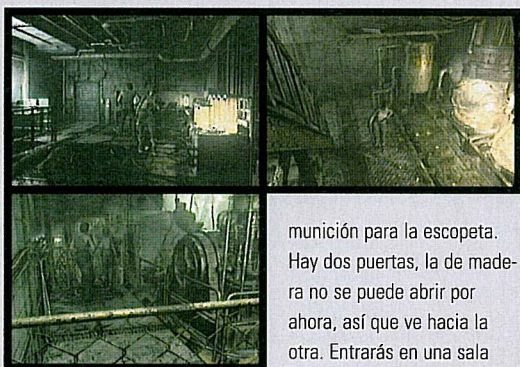 munición para la escopeta.
Hay dos puertas, la de made-
ra no se puede abrir por
ahora, así que ve hacia la
otra. Entrarás en una sala